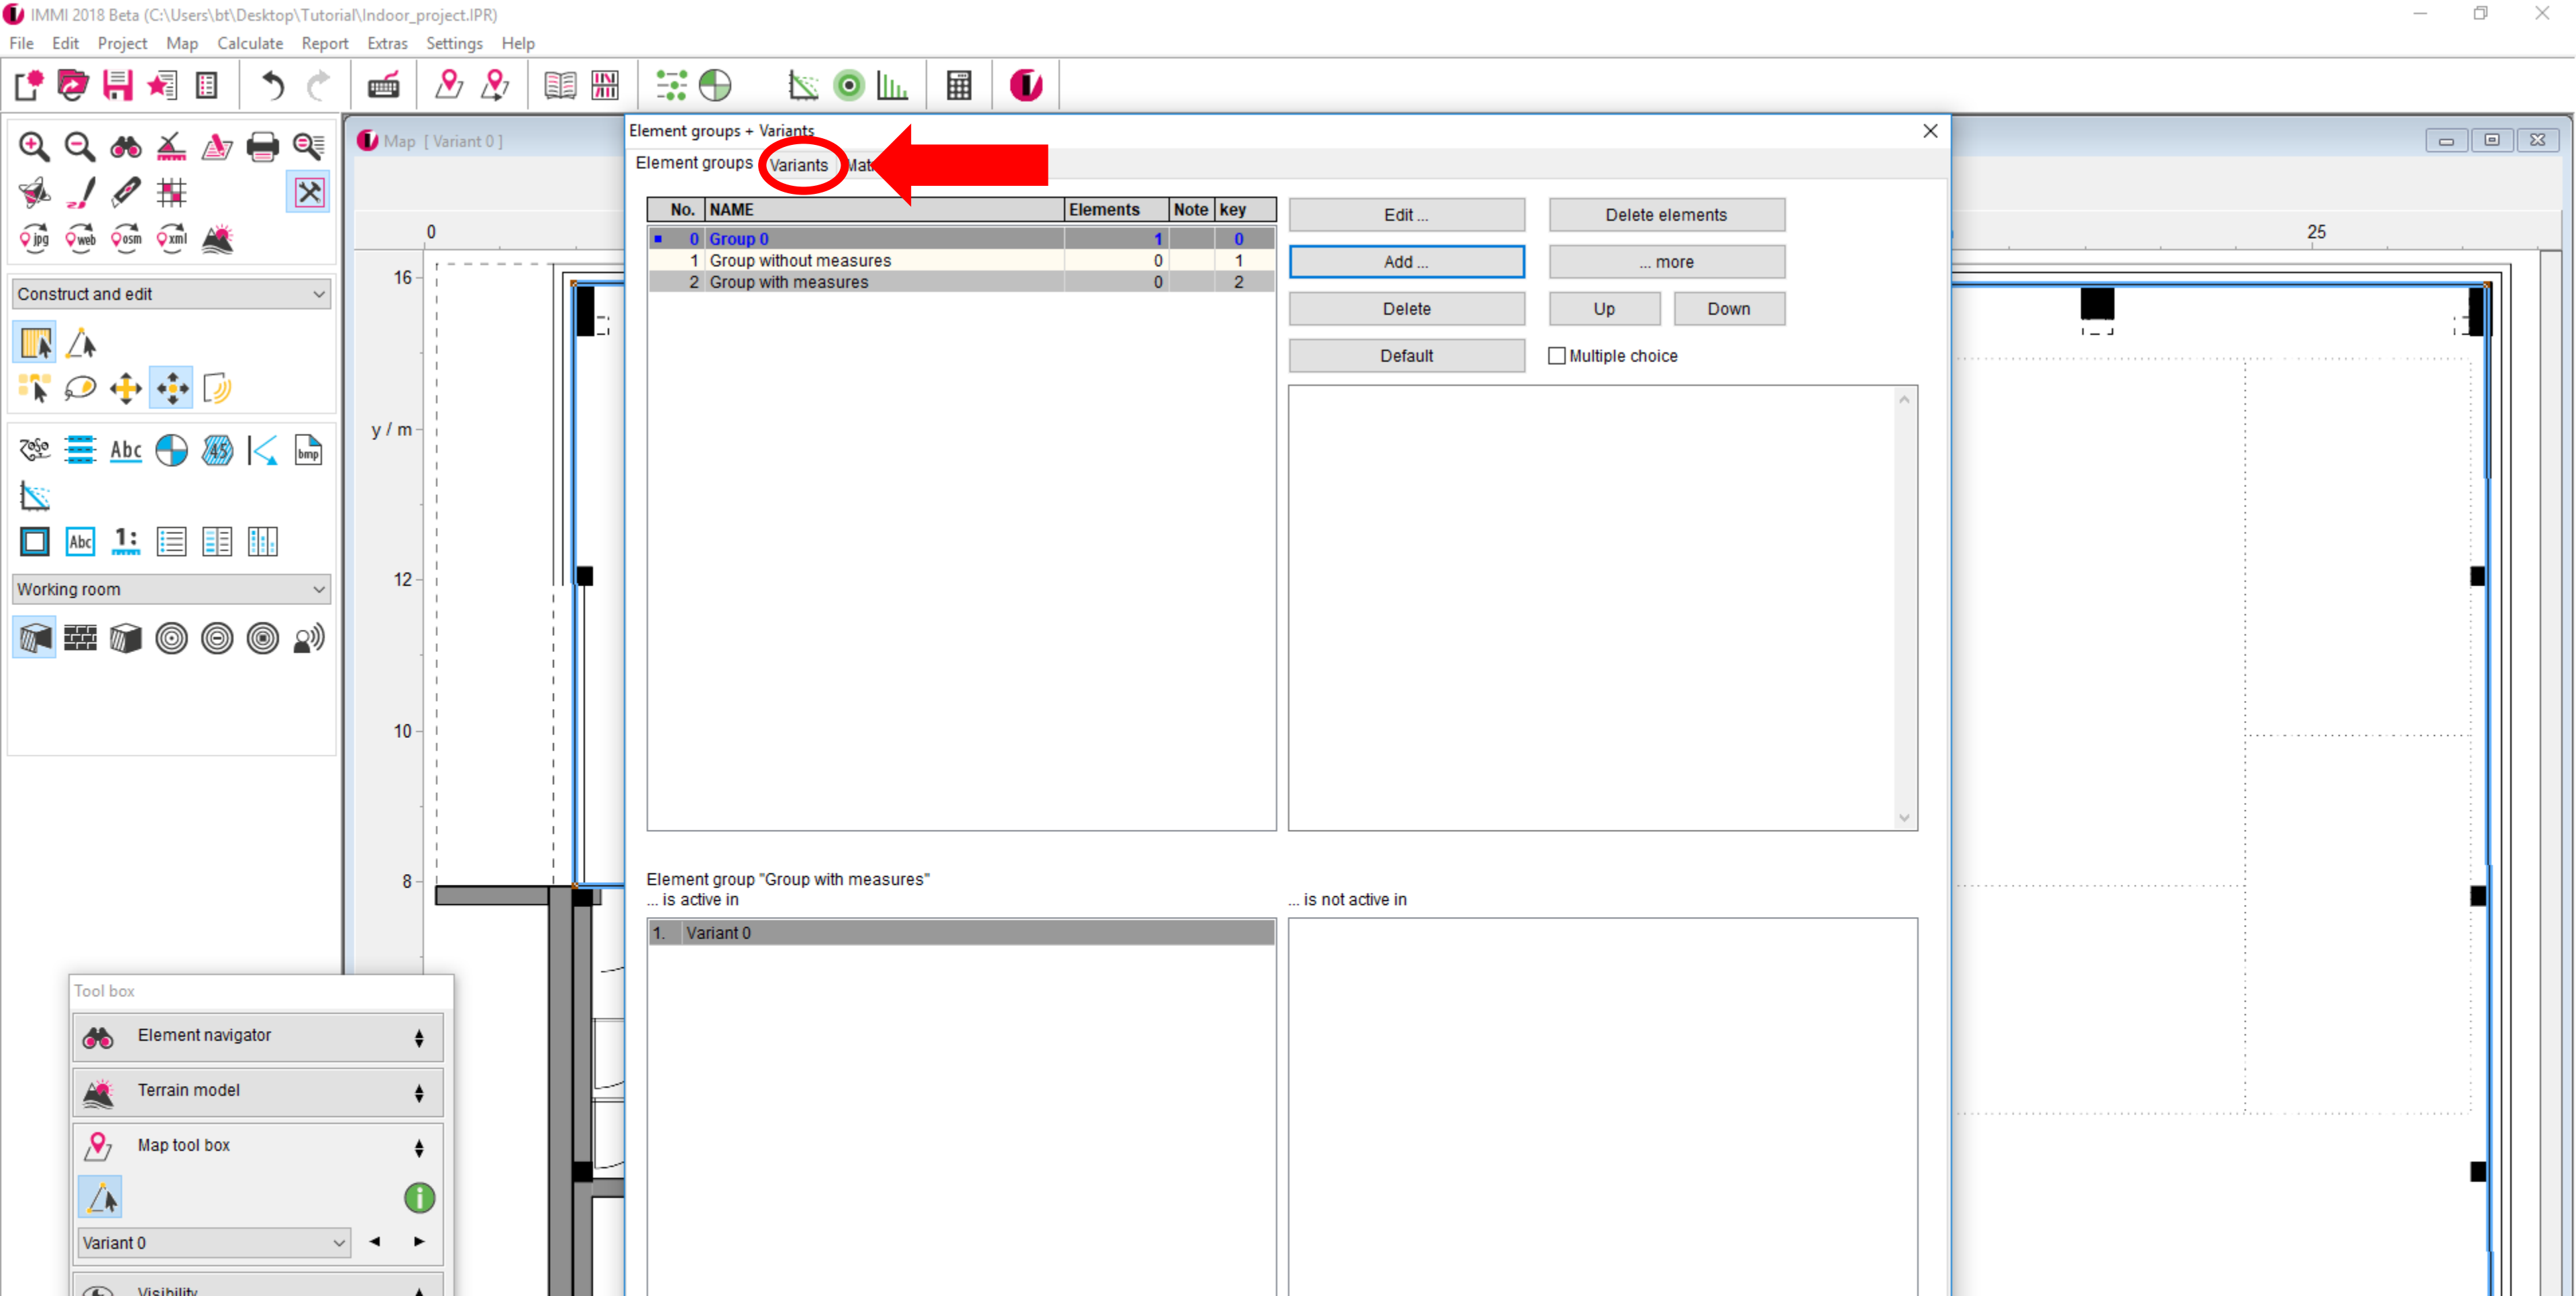 IMMI 2018 Beta (C:\Users\bt\Desktop\Tutorial\Indoor_project.IPR)
File Edit Project Map Calculate Report Extras Settings Help
Map [ Variant 0 ]
Element groups + Variants
Element groups Variants
jpg web osm xml
Construct and edit
Abc 45 bmp
Abc 1:
Working room
0
25
16
y / m
12
10
8
No. NAME Elements Note key
0 Group 0 1 0
1 Group without measures 0 1
2 Group with measures 0 2
Edit ... Delete elements
Add ... ... more
Delete Up Down
Default Multiple choice
Element group "Group with measures"
... is active in ... is not active in
1. Variant 0
Tool box
Element navigator
Terrain model
Map tool box
Variant 0
Visibility